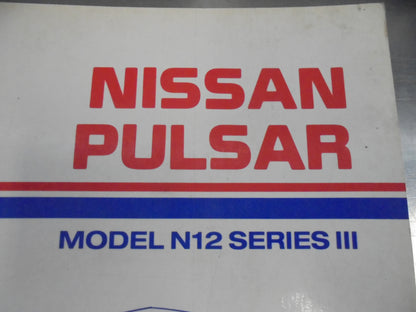 NISSAN
PULSAR
MODEL N12 SERIES III